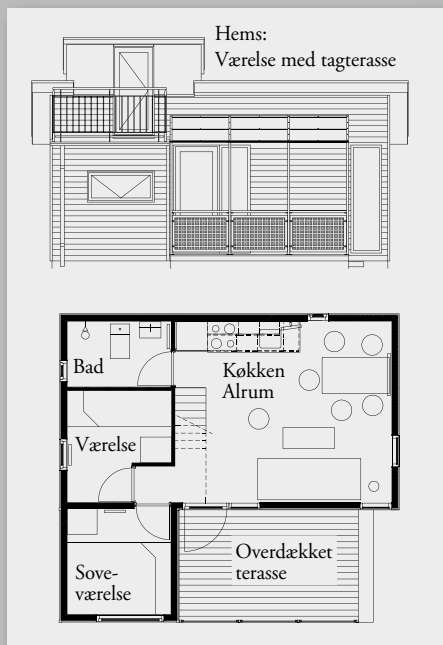 Hems:
Værelse med tagterasse
Bad
Køkken
Alrum
Værelse
Overdækket
terasse
Sove-
værelse